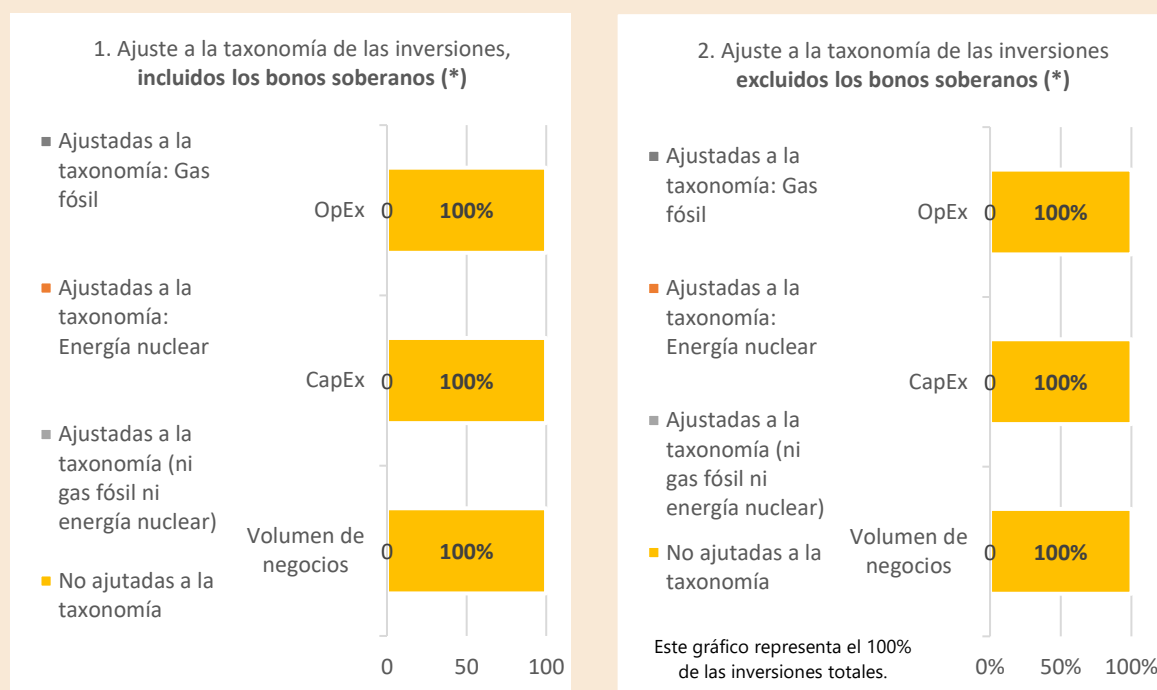 1. Ajuste a la taxonomía de las inversiones,
incluidos los bonos soberanos (*)
Ajustadas a la
taxonomía: Gas
fósil
Ajustadas a la
taxonomía:
Energía nuclear
Ajustadas a la
taxonomía (ni
gas fósil ni
energía nuclear)
No ajutadas a la
taxonomía
OpEx 0 100%
CapEx 0 100%
Volumen de
negocios
0 100%
0 50 100
2. Ajuste a la taxonomía de las inversiones
excluidos los bonos soberanos (*)
Ajustadas a la
taxonomía: Gas
fósil
Ajustadas a la
taxonomía:
Energía nuclear
Ajustadas a la
taxonomía (ni
gas fósil ni
energía nuclear)
No ajutadas a la
taxonomía
OpEx 0 100%
CapEx 0 100%
Volumen de
negocios
0 100%
Este gráfico representa el 100%
de las inversiones totales.
0% 50% 100%